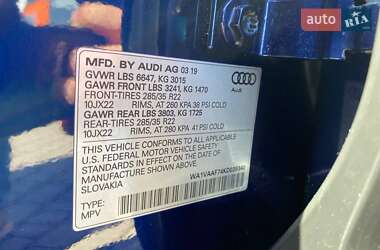 auto RIA
MFD. BY AUDI AG 03.19
GVWR LBS 6647, KG 3015
GAWR FRONT LBS 3241, KG 1470
FRONT-TIRES 285/35 R22
10JX22 RIMS, AT 260 KPA 38 PSI COLD
GAWR REAR LBS 3803, KG 1725
REAR-TIRES 285/35 R22
10JX22 RIMS, AT 280 KPA 41 PSI COLD
THIS VEHICLE CONFORMS TO ALL APPLICABLE
U.S. FEDERAL MOTOR VEHICLE SAFETY
STANDARDS IN EFFECT ON THE DATE OF
MANUFACTURE SHOWN ABOVE.
SLOVAKIA
TYPE:
MPV
Audi